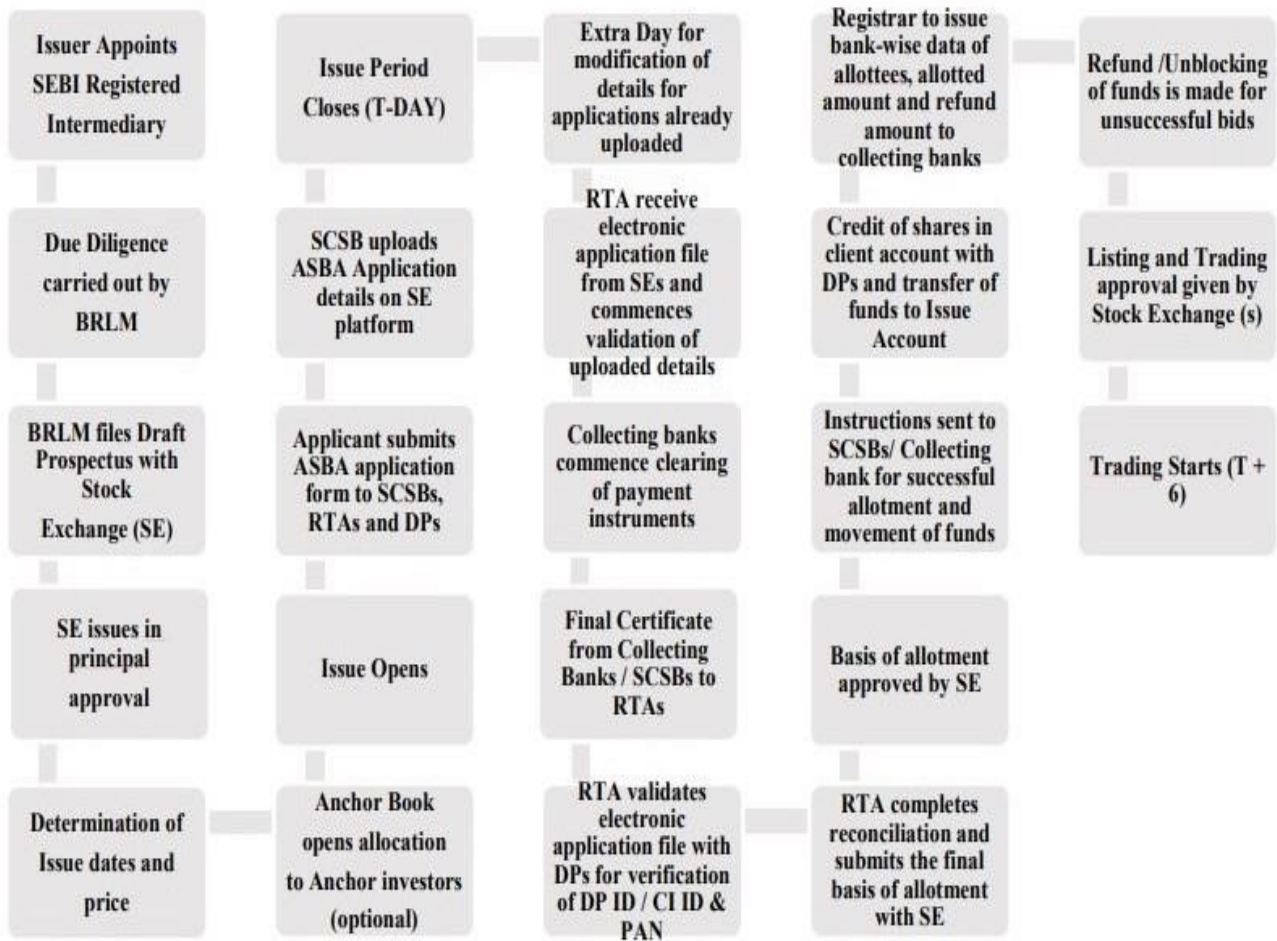 Issuer Appoints
SEBI Registered
Intermediary
Due Diligence
carried out by
BRLM
BRLM files Draft
Prospectus with
Stock
Exchange (SE)
SE issues in
principal
approval
Determination of
Issue dates and
price
Anchor Book
opens allocation
to Anchor investors
(optional)
Issue Opens
Applicant submits
ASBA application
form to SCSBs,
RTAs and DPs
SCSB uploads
ASBA Application
details on SE
platform
Issue Period
Closes (T-DAY)
Extra Day for
modification of
details for
applications already
uploaded
RTA receive
electronic
application file
from SEs and
commences
validation of
uploaded details
Collecting banks
commence clearing
of payment
instruments
Final Certificate
from Collecting
Banks / SCSBs to
RTAs
RTA validates
electronic
application file with
DPs for verification
of DP ID / CI ID &
PAN
RTA completes
reconciliation and
submits the final
basis of allotment
with SE
Basis of allotment
approved by SE
Instructions sent to
SCSBs/ Collecting
bank for successful
allotment and
movement of funds
Credit of shares in
client account with
DPs and transfer of
funds to Issue
Account
Registrar to issue
bank-wise data of
allottees, allotted
amount and refund
amount to
collecting banks
Refund /Unblocking
of funds is made for
unsuccessful bids
Listing and Trading
approval given by
Stock Exchange (s)
Trading Starts (T +
6)